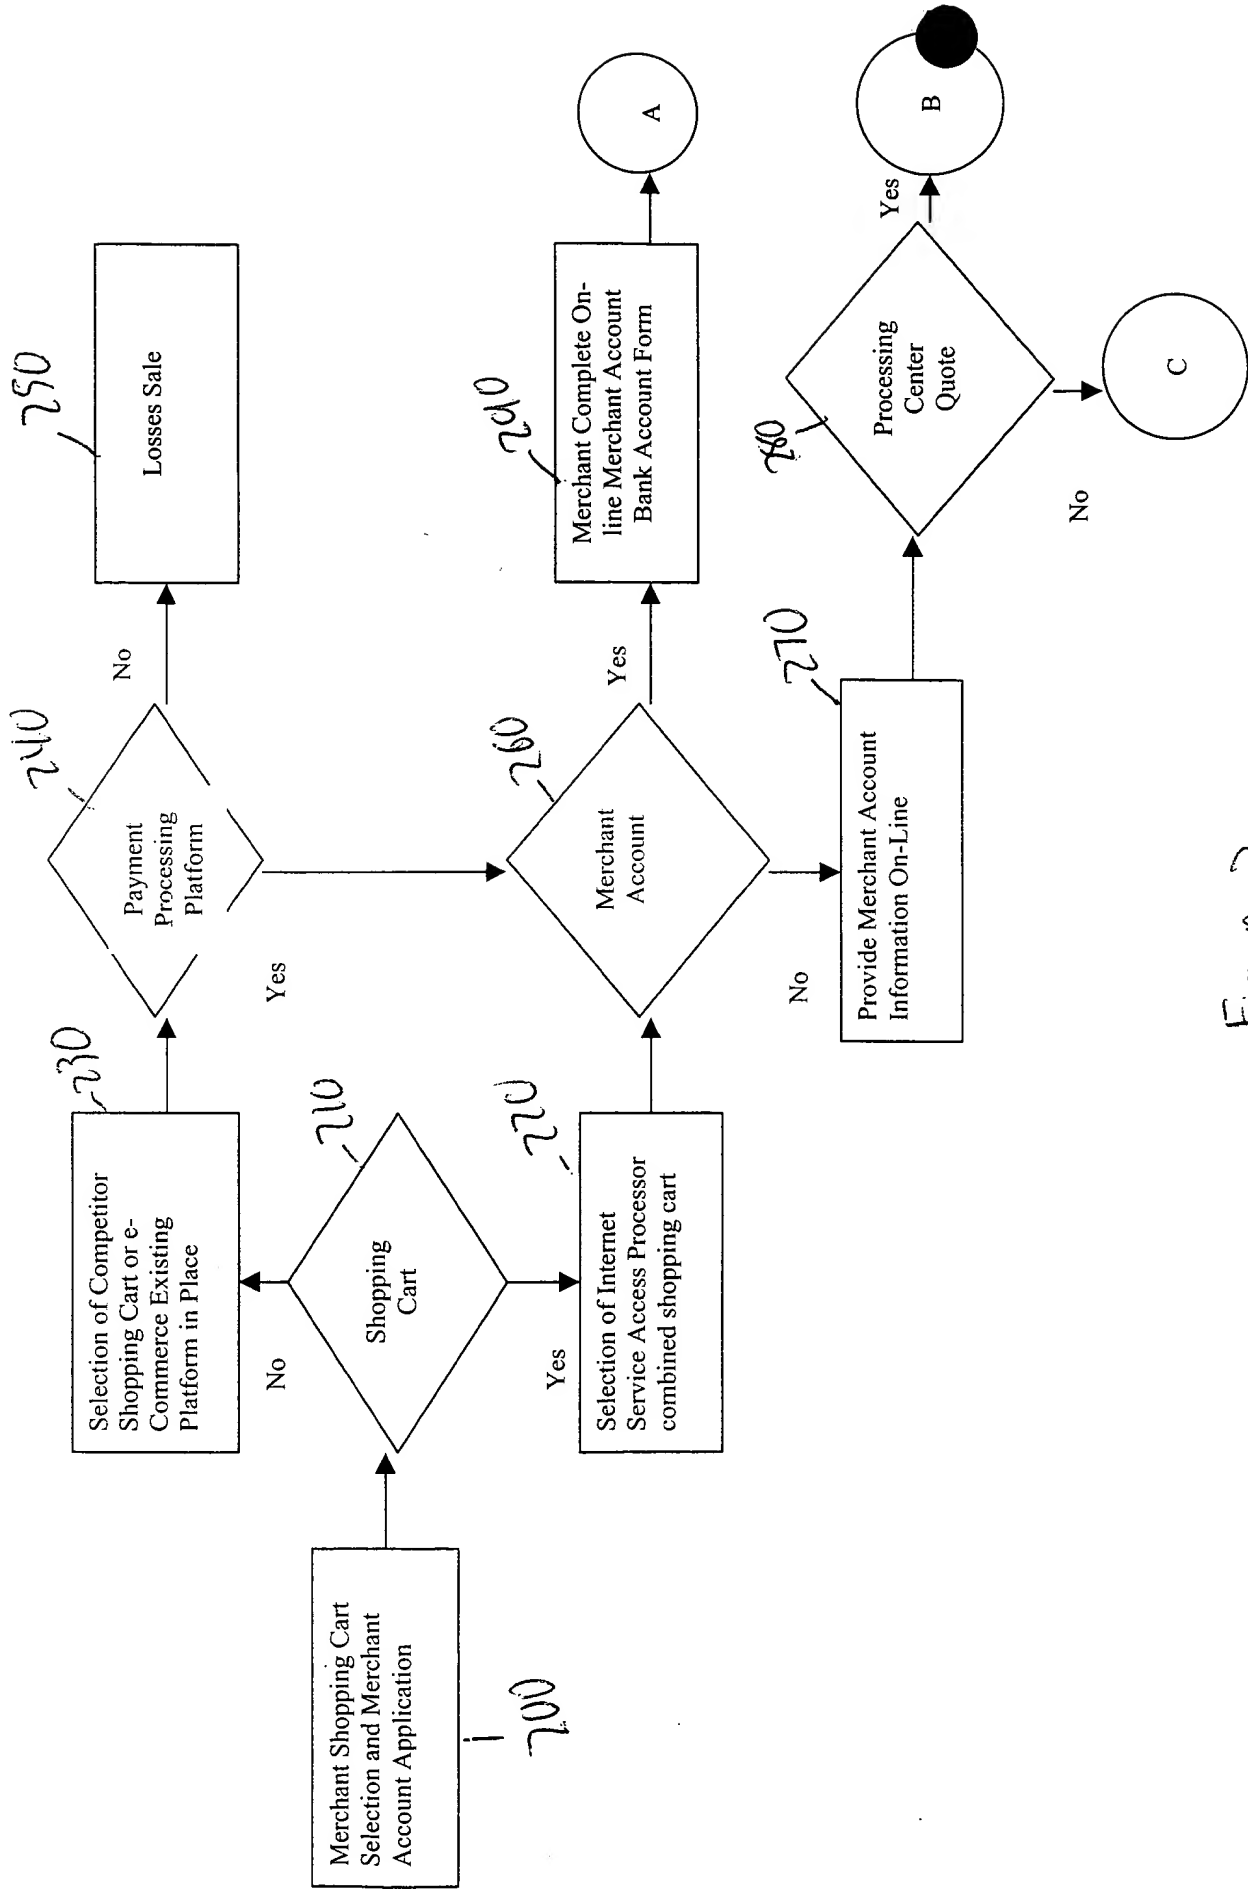 250
Losses Sale
240
No
Payment
Processing
Platform
Yes
230
Selection of Competitor
Shopping Cart or e-
Commerce Existing
Platform in Place
No
210
Shopping
Cart
Yes
Merchant Shopping Cart
Selection and Merchant
Account Application
200
220
Selection of Internet
Service Access Processor
combined shopping cart
260
Merchant
Account
Yes
No
290
Merchant Complete On-
line Merchant Account
Bank Account Form
A
270
Provide Merchant Account
Information On-Line
280
Processing
Center
Quote
Yes
B
No
C